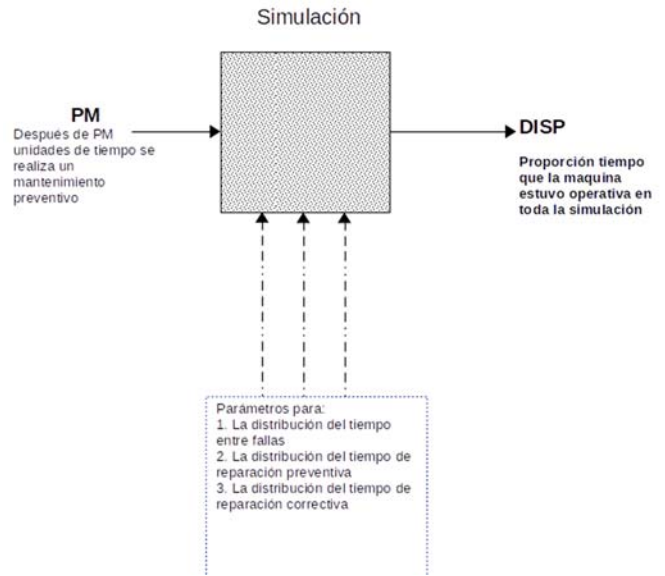 Simulación
PM
Después de PM
unidades de tiempo se
realiza un
mantenimiento
preventivo
DISP
Proporción tiempo
que la maquina
estuvo operativa en
toda la simulación
Parámetros para:
1. La distribución del tiempo
entre fallas
2. La distribución del tiempo de
reparación preventiva
3. La distribución del tiempo de
reparación correctiva